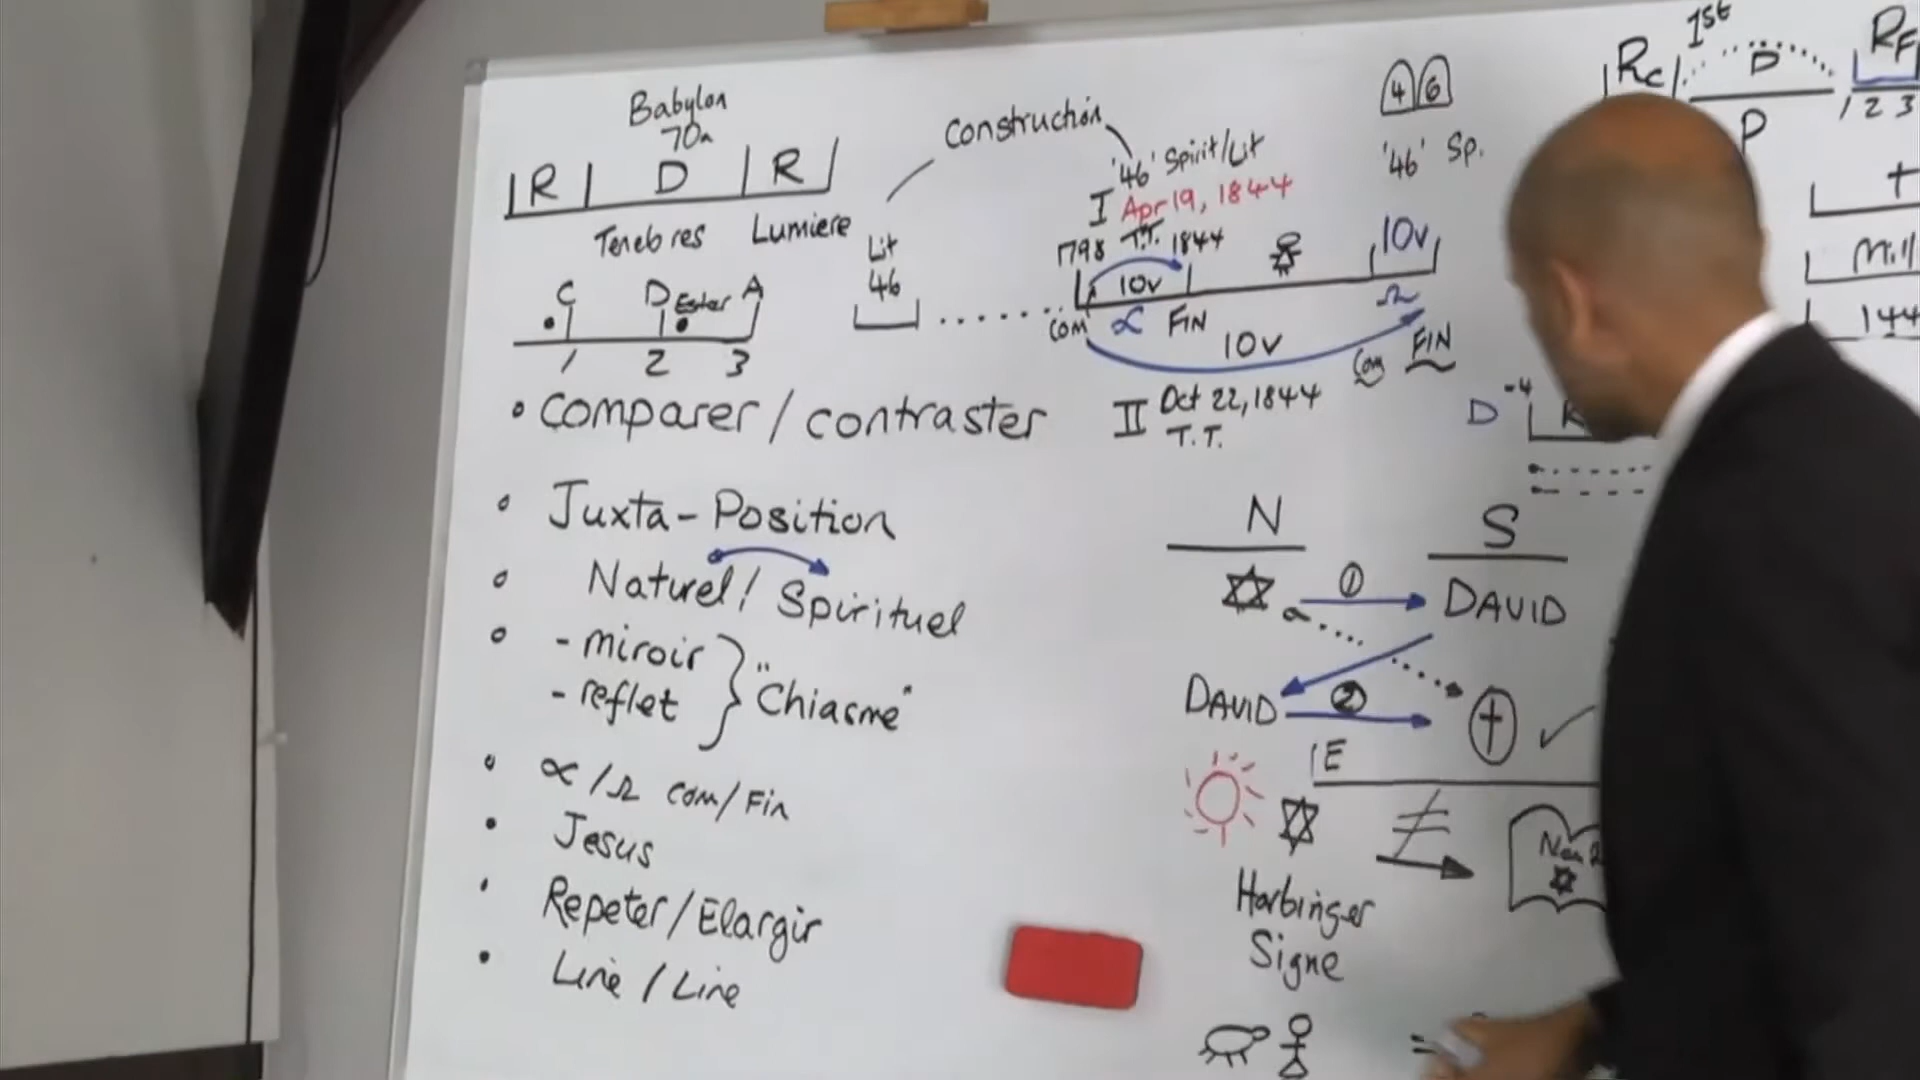 Babylon
70a
R D R
Tenebres Lumiere
C D Ester A
1 2 3
• Comparer / contraster
• Juxta-Position
• Naturel / Spirituel
• - miroir
- reflet
"Chiasme"
• ∝ / Ω com / Fin
• Jesus
• Repeter / Elargir
• Line / Line
Construction
Lit
46
'46' Spirit/Lit
I Apr 19, 1844
1798 T.T. 1844
10v 10v
com ∝ FIN Ω
10v Com FIN
II Oct 22, 1844
T.T.
4 6
'46' Sp.
1st
Rc D RF
P 1 2 3
+
Mill
144
D -4 R
N S
① DAVID
DAVID ②
E
≠
Harbinger
Signe
=